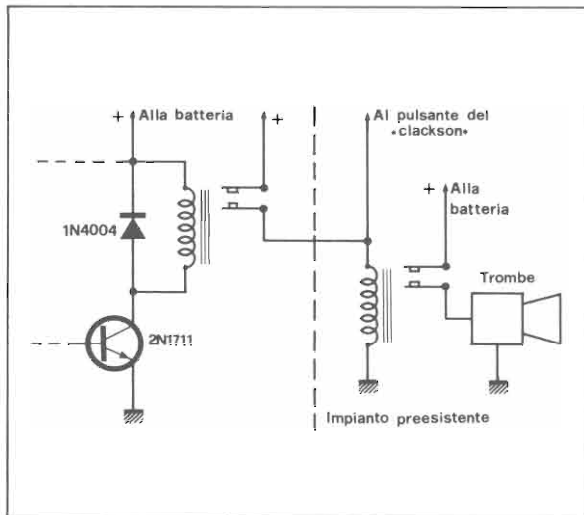 + Alla batteria
+
Al pulsante del
"clackson"
+ Alla
batteria
1N4004
Trombe
2N1711
Impianto preesistente